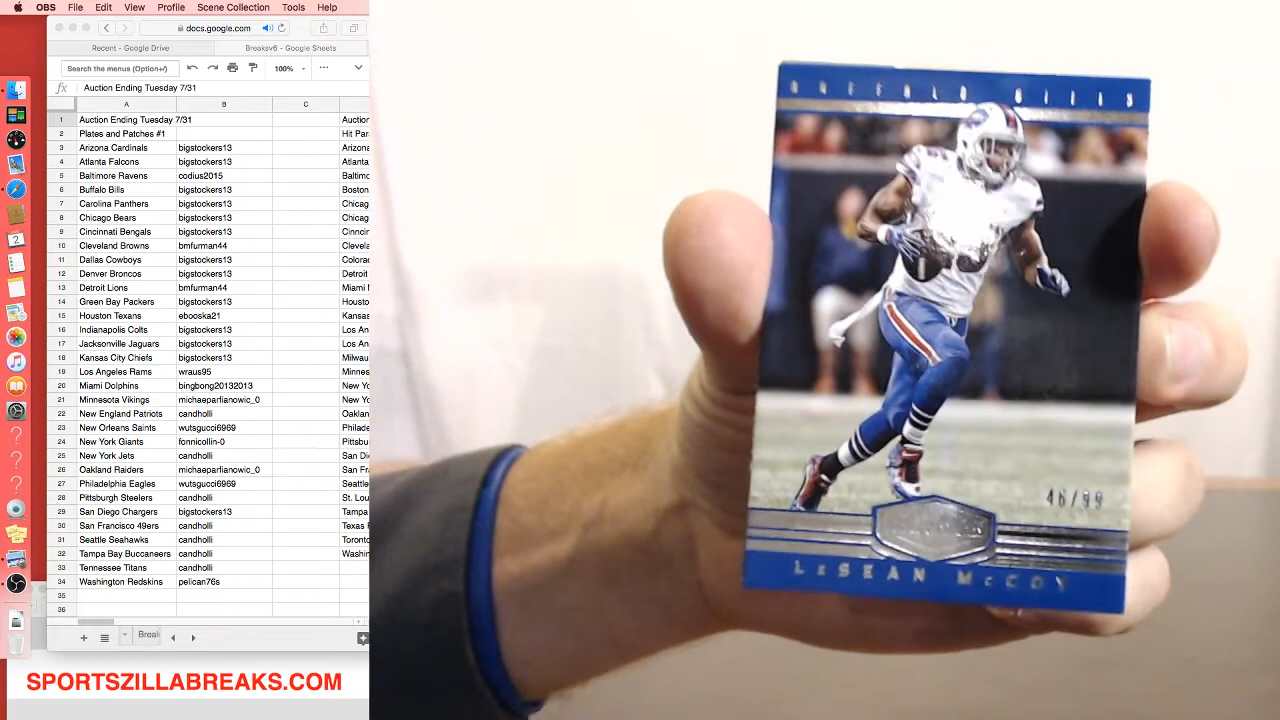 OBS File Edit View Profile Scene Collection Tools Help
docs.google.com
Recent - Google Drive Breaksv6 - Google Sheets
Search the menus (Option+/) 100%
fx Auction Ending Tuesday 7/31
A B C
1 Auction Ending Tuesday 7/31 Auction
2 Plates and Patches #1 Hit Par
3 Arizona Cardinals bigstockers13 Arizona
4 Atlanta Falcons bigstockers13 Atlanta
5 Baltimore Ravens codius2015 Baltimo
6 Buffalo Bills bigstockers13 Boston
7 Carolina Panthers bigstockers13 Chicag
8 Chicago Bears bigstockers13 Chicag
9 Cincinnati Bengals bigstockers13 Cinncin
10 Cleveland Browns bmfurman44 Clevela
11 Dallas Cowboys bigstockers13 Colorad
12 Denver Broncos bigstockers13 Detroit
13 Detroit Lions bmfurman44 Miami M
14 Green Bay Packers bigstockers13 Housto
15 Houston Texans ebooska21 Kansas
16 Indianapolis Colts bigstockers13 Los An
17 Jacksonville Jaguars bigstockers13 Los An
18 Kansas City Chiefs bigstockers13 Milwau
19 Los Angeles Rams wraus95 Minnes
20 Miami Dolphins bingbong20132013 New Yo
21 Minnesota Vikings michaeparlianowic_0 New Yo
22 New England Patriots candholli Oaklan
23 New Orleans Saints wutsgucci6969 Philade
24 New York Giants fonnicollin-0 Pittsbu
25 New York Jets candholli San Di
26 Oakland Raiders michaeparlianowic_0 San Fr
27 Philadelphia Eagles wutsgucci6969 Seattle
28 Pittsburgh Steelers candholli St. Lou
29 San Diego Chargers bigstockers13 Tampa
30 San Francisco 49ers candholli Texas F
31 Seattle Seahawks candholli Toronto
32 Tampa Bay Buccaneers candholli Washin
33 Tennessee Titans candholli
34 Washington Redskins pelican76s
35
36
Break
SPORTSZILLABREAKS.COM
BUFFALO BILLS
46/99
LeSEAN McCOY